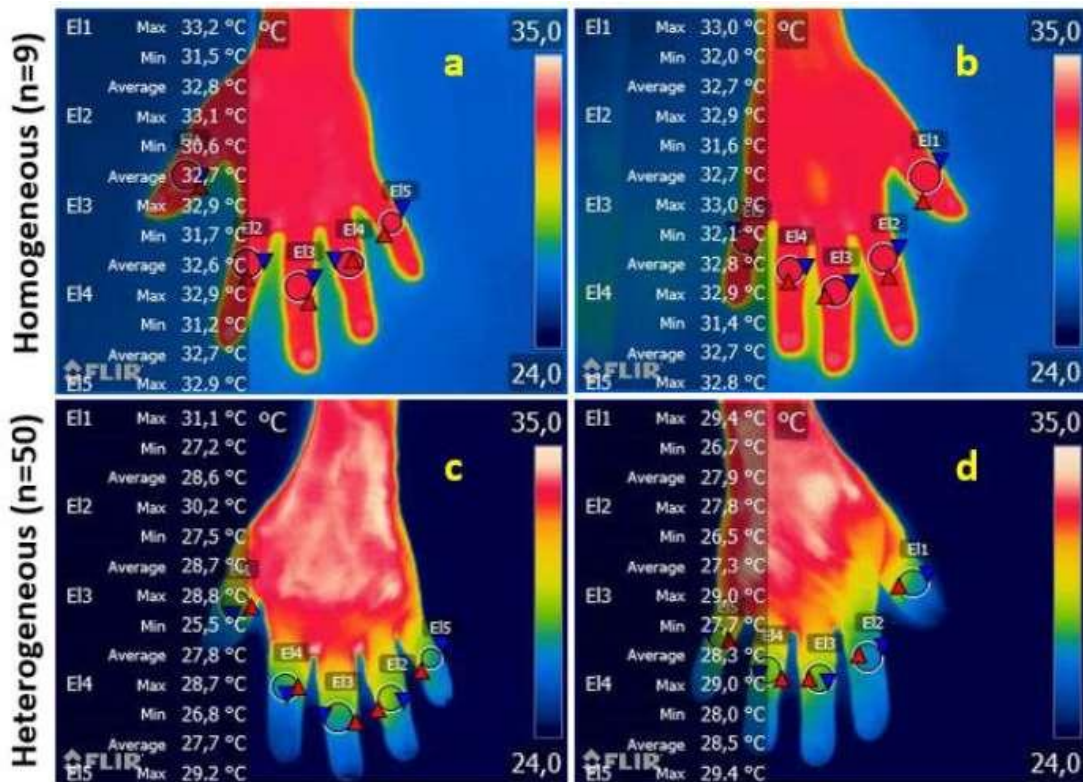 Homogeneous (n=9)
a
°C
35,0
24,0
El1 Max 33,2 °C
Min 31,5 °C
Average 32,8 °C
El2 Max 33,1 °C
Min 30,6 °C
Average 32,7 °C
El3 Max 32,9 °C
Min 31,7 °C
Average 32,6 °C
El4 Max 32,9 °C
Min 31,2 °C
Average 32,7 °C
El5 Max 32,9 °C
FLIR
El2
El3
El4
El5
b
°C
35,0
24,0
El1 Max 33,0 °C
Min 32,0 °C
Average 32,7 °C
El2 Max 32,9 °C
Min 31,6 °C
Average 32,7 °C
El3 Max 33,0 °C
Min 32,1 °C
Average 32,8 °C
El4 Max 32,9 °C
Min 31,4 °C
Average 32,7 °C
El5 Max 32,8 °C
FLIR
El1
El2
El3
El4
Heterogeneous (n=50)
c
°C
35,0
24,0
El1 Max 31,1 °C
Min 27,2 °C
Average 28,6 °C
El2 Max 30,2 °C
Min 27,5 °C
Average 28,7 °C
El3 Max 28,8 °C
Min 25,5 °C
Average 27,8 °C
El4 Max 28,7 °C
Min 26,8 °C
Average 27,7 °C
El5 Max 29,2 °C
FLIR
El4
El3
El2
El5
d
°C
35,0
24,0
El1 Max 29,4 °C
Min 26,7 °C
Average 27,9 °C
El2 Max 27,8 °C
Min 26,5 °C
Average 27,3 °C
El3 Max 29,0 °C
Min 27,7 °C
Average 28,3 °C
El4 Max 29,0 °C
Min 28,0 °C
Average 28,5 °C
El5 Max 29,4 °C
FLIR
El1
El2
El3
El4